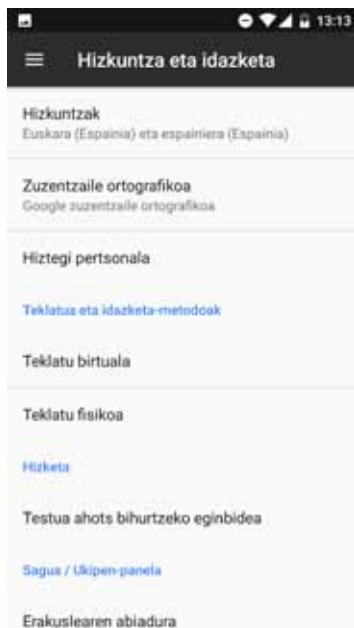 13:13
Hizkuntza eta idazketa
Hizkuntzak
Euskara (Espainia) eta espainiera (Espainia)
Zuzentzaile ortografikoa
Google zuzentzaile ortografikoa
Hiztegi pertsonala
Teklatua eta idazketa-metodoak
Teklatu birtuala
Teklatu fisikoa
Hizketa
Testua ahots bihurtzeko eginbidea
Sagua / Ukipen-panela
Erakuslearen abiadura